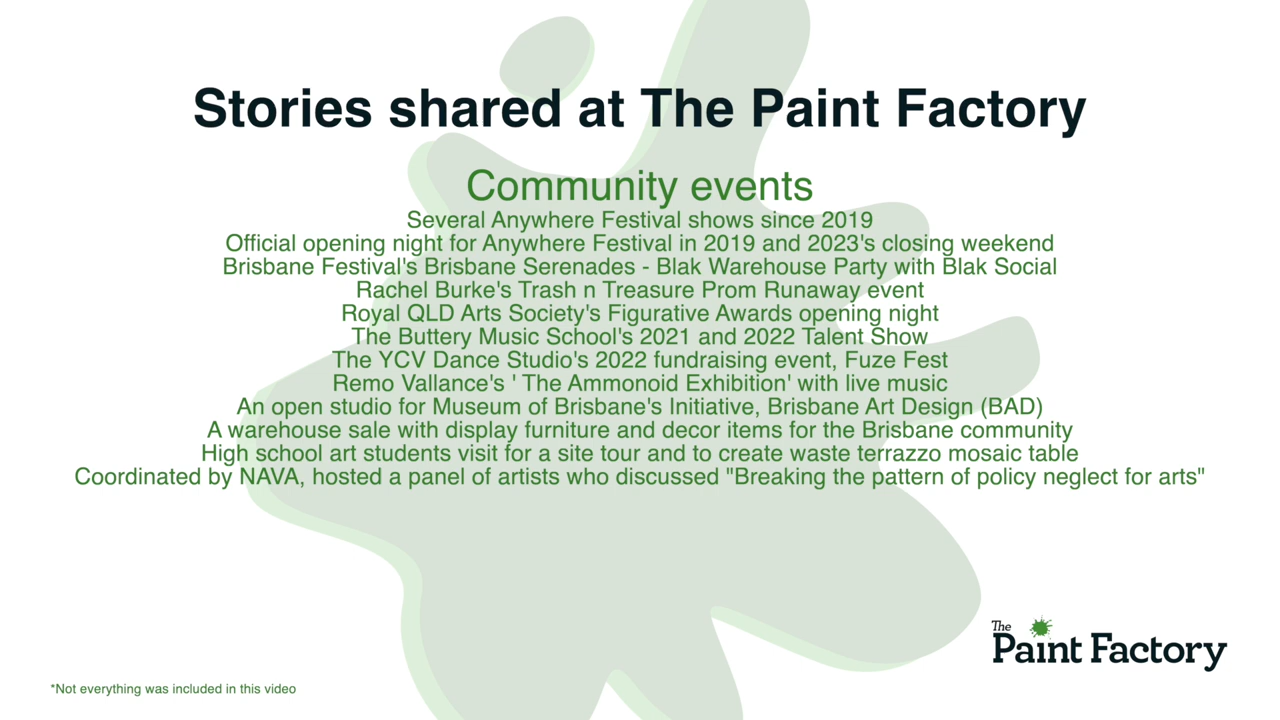 Stories shared at The Paint Factory
Community events
Several Anywhere Festival shows since 2019
Official opening night for Anywhere Festival in 2019 and 2023's closing weekend
Brisbane Festival's Brisbane Serenades - Blak Warehouse Party with Blak Social
Rachel Burke's Trash n Treasure Prom Runaway event
Royal QLD Arts Society's Figurative Awards opening night
The Buttery Music School's 2021 and 2022 Talent Show
The YCV Dance Studio's 2022 fundraising event, Fuze Fest
Remo Vallance's ' The Ammonoid Exhibition' with live music
An open studio for Museum of Brisbane's Initiative, Brisbane Art Design (BAD)
A warehouse sale with display furniture and decor items for the Brisbane community
High school art students visit for a site tour and to create waste terrazzo mosaic table
Coordinated by NAVA, hosted a panel of artists who discussed "Breaking the pattern of policy neglect for arts"
The
Paint Factory
*Not everything was included in this video